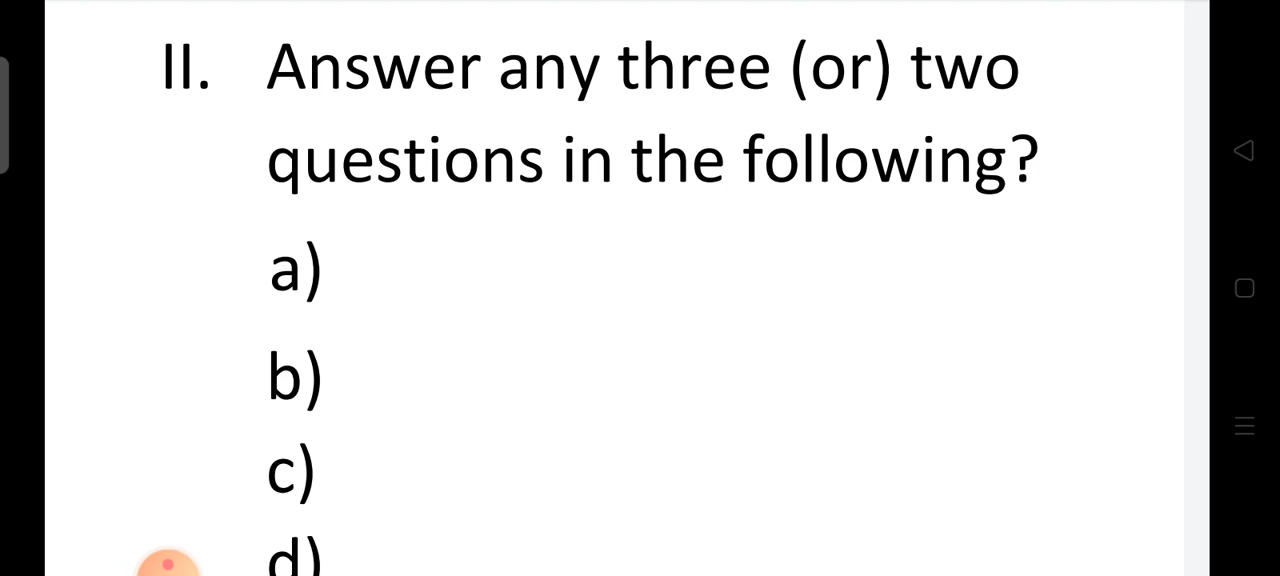 II. Answer any three (or) two
questions in the following?
a)
b)
c)
d)